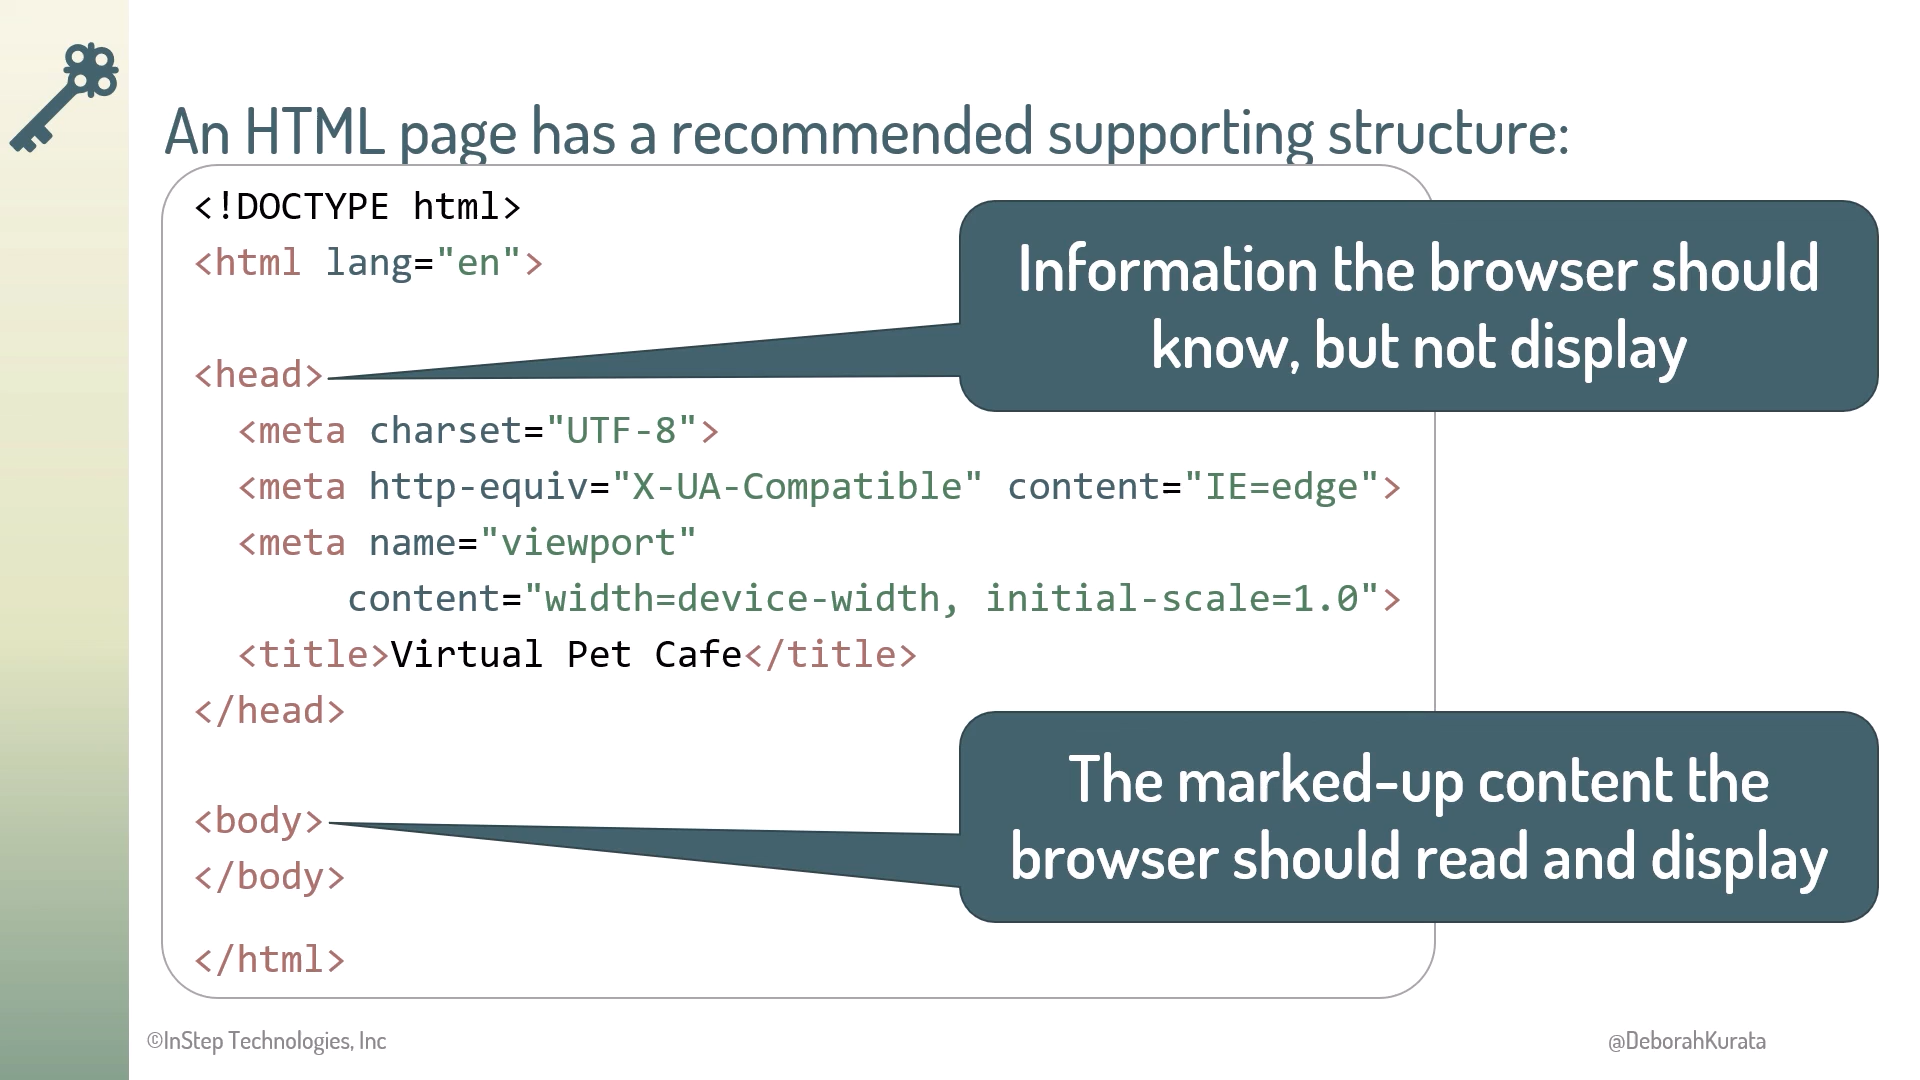 An HTML page has a recommended supporting structure:
<!DOCTYPE html>
<html lang="en">
Information the browser should
know, but not display
<head>
<meta charset="UTF-8">
<meta http-equiv="X-UA-Compatible" content="IE=edge">
<meta name="viewport"
content="width=device-width, initial-scale=1.0">
<title>Virtual Pet Cafe</title>
</head>
The marked-up content the
browser should read and display
<body>
</body>
</html>
©InStep Technologies, Inc
@DeborahKurata